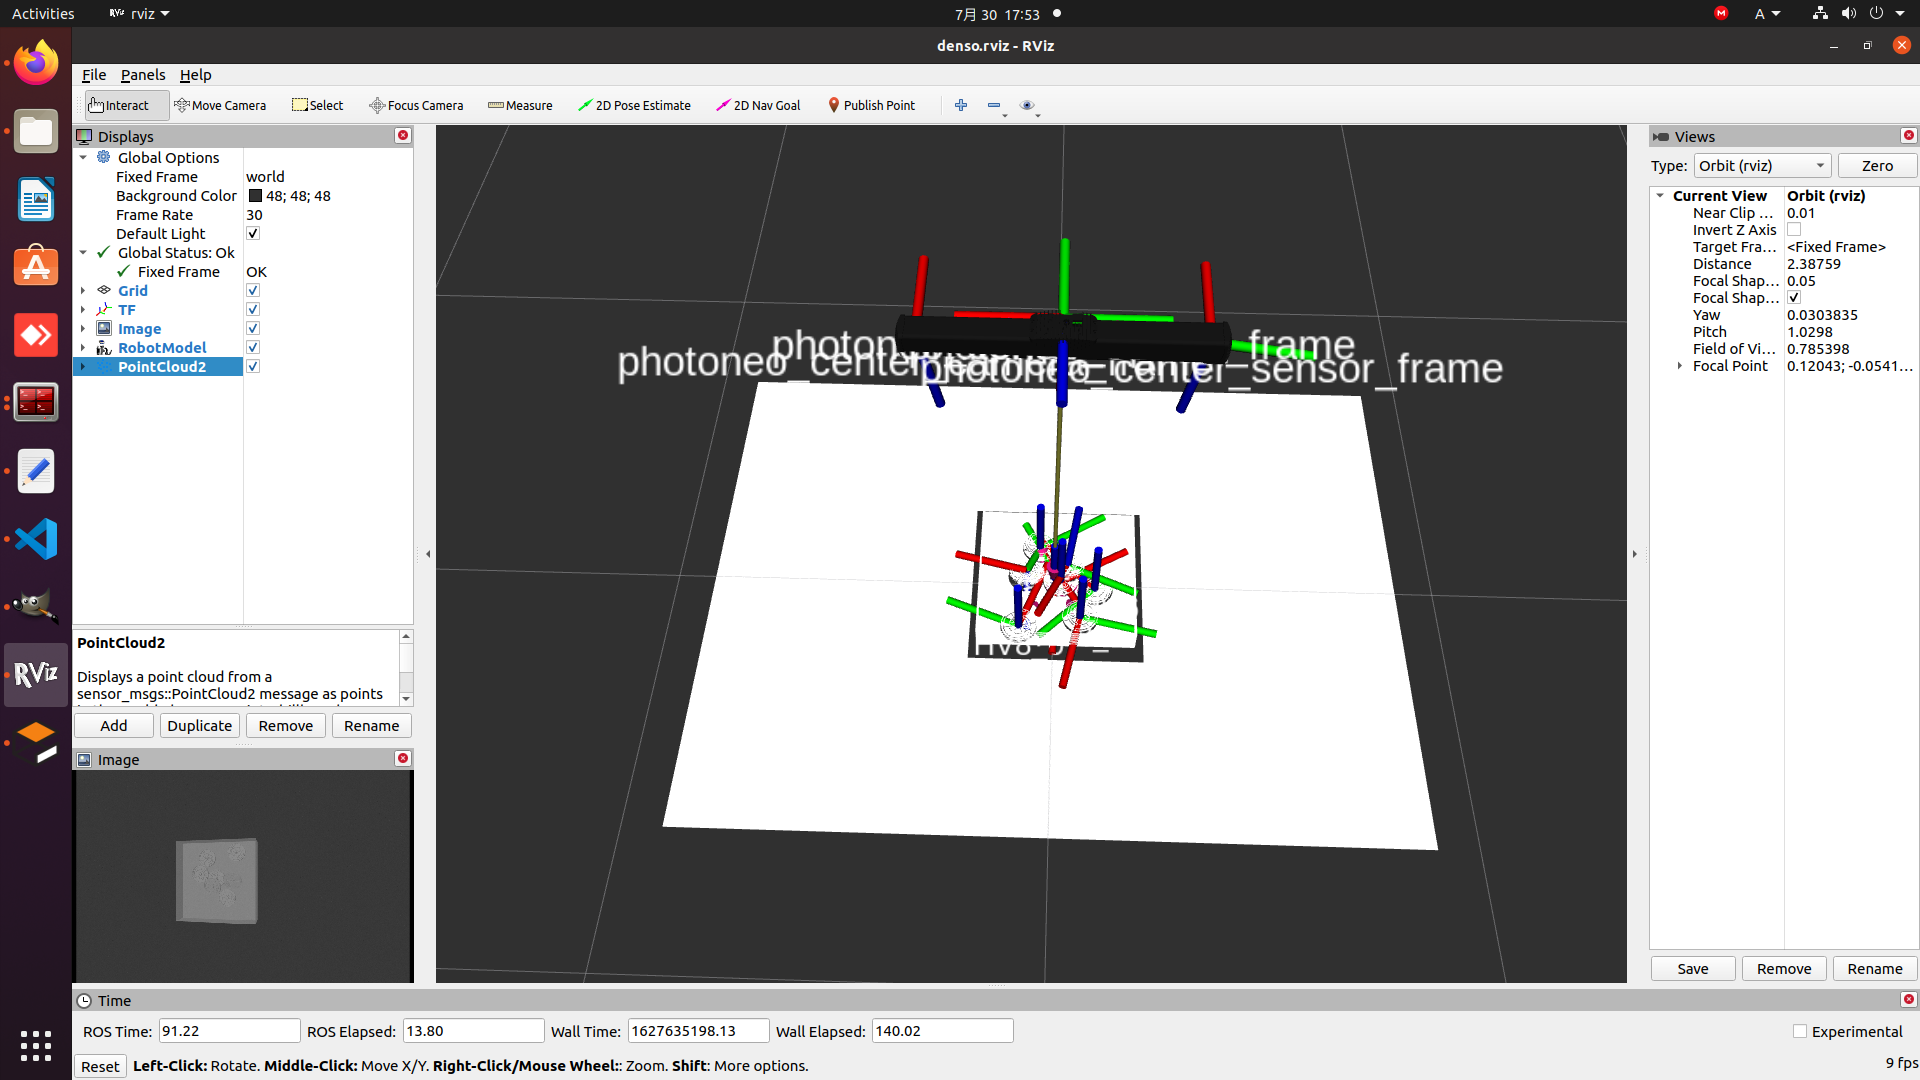 Activities
rviz
7月 30 17:53
A
denso.rviz - RViz
File Panels Help
Interact
Move Camera
Select
Focus Camera
Measure
2D Pose Estimate
2D Nav Goal
Publish Point
Displays
Global Options
Fixed Frame world
Background Color 48; 48; 48
Frame Rate 30
Default Light
Global Status: Ok
Fixed Frame OK
Grid
TF
Image
RobotModel
PointCloud2
PointCloud2
Displays a point cloud from a
sensor_msgs::PointCloud2 message as points
Add Duplicate Remove Rename
Image
frame
photoneo_center_sensor_frame
Views
Type: Orbit (rviz) Zero
Current View Orbit (rviz)
Near Clip ... 0.01
Invert Z Axis
Target Fra... <Fixed Frame>
Distance 2.38759
Focal Shap... 0.05
Focal Shap...
Yaw 0.0303835
Pitch 1.0298
Field of Vi... 0.785398
Focal Point 0.12043; -0.0541...
Save Remove Rename
RViz
Time
ROS Time: 91.22 ROS Elapsed: 13.80 Wall Time: 1627635198.13 Wall Elapsed: 140.02
Experimental
Reset Left-Click: Rotate. Middle-Click: Move X/Y. Right-Click/Mouse Wheel:: Zoom. Shift: More options.
9 fps